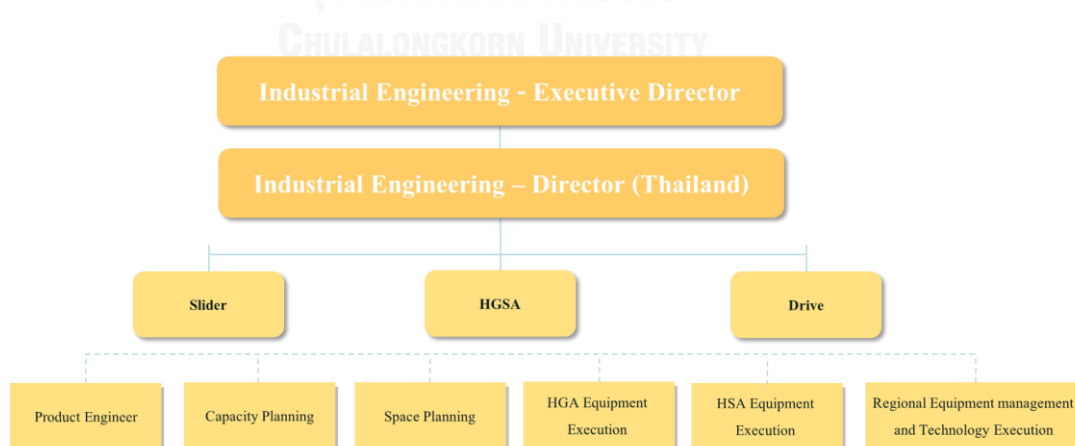 CHULALONGKORN UNIVERSITY
Industrial Engineering - Executive Director
Industrial Engineering – Director (Thailand)
Slider
HGSA
Drive
Product Engineer
Capacity Planning
Space Planning
HGA Equipment
Execution
HSA Equipment
Execution
Regional Equipment management
and Technology Execution